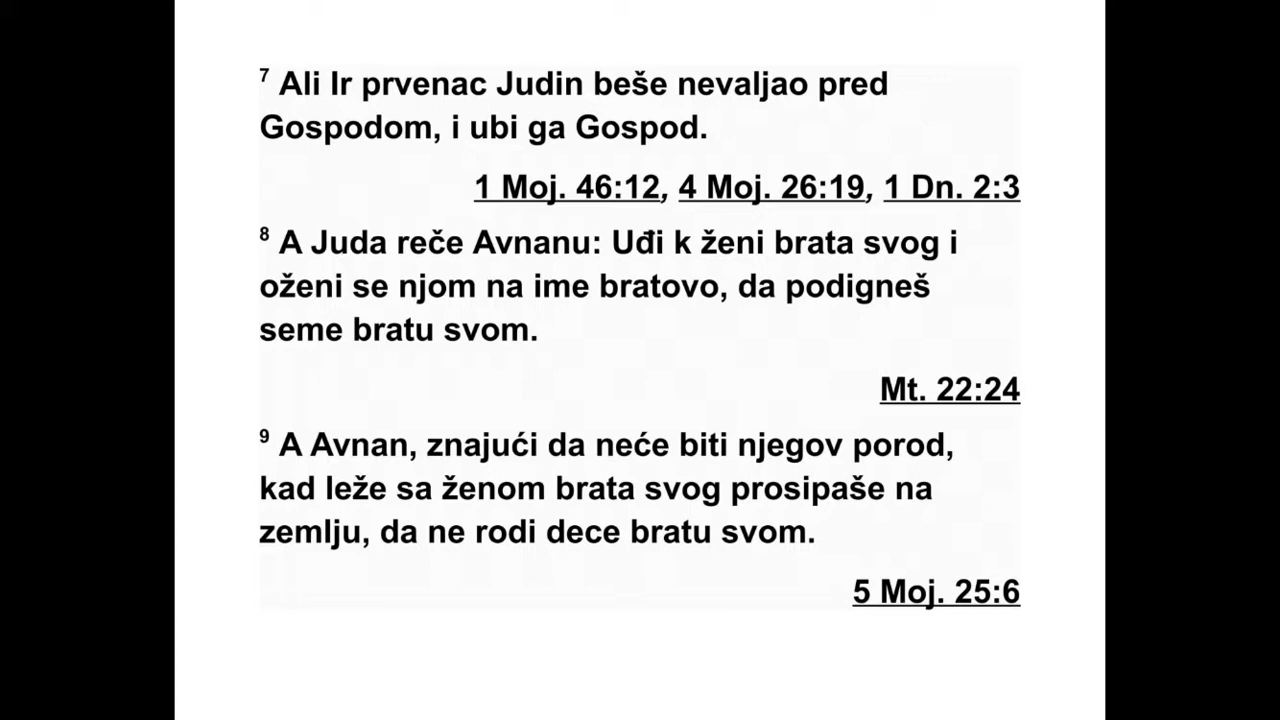 7 Ali Ir prvenac Judin beše nevaljao pred
Gospodom, i ubi ga Gospod.
1 Moj. 46:12, 4 Moj. 26:19, 1 Dn. 2:3
8 A Juda reče Avnanu: Uđi k ženi brata svog i
oženi se njom na ime bratovo, da podigneš
seme bratu svom.
Mt. 22:24
9 A Avnan, znajući da neće biti njegov porod,
kad leže sa ženom brata svog prosipaše na
zemlju, da ne rodi dece bratu svom.
5 Moj. 25:6